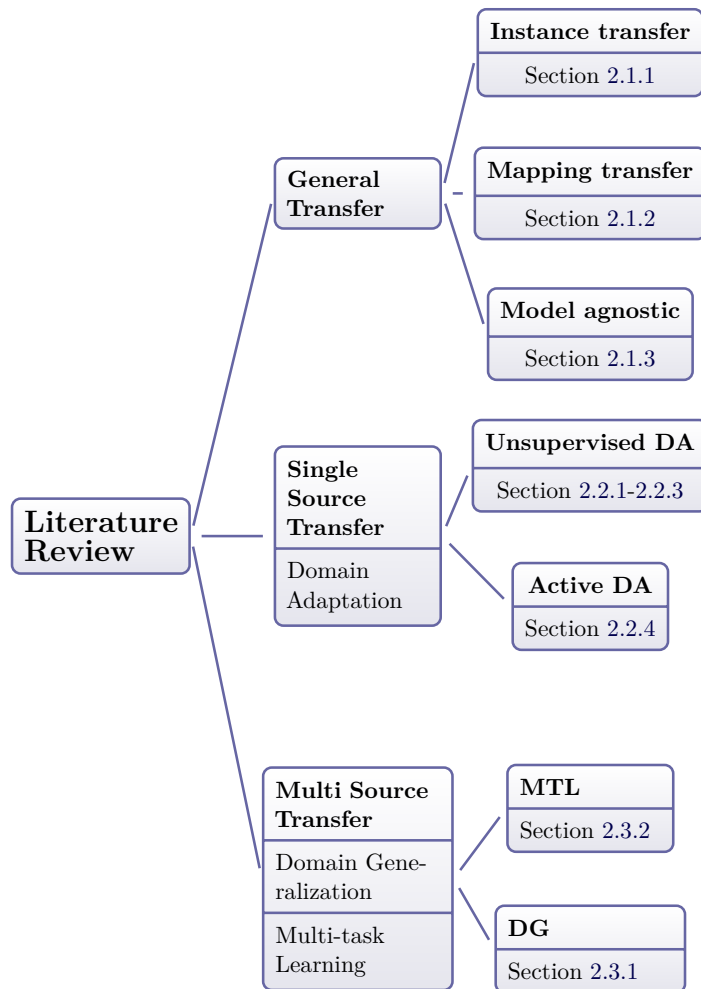 Literature
Review
General
Transfer
Instance transfer
Section 2.1.1
Mapping transfer
Section 2.1.2
Model agnostic
Section 2.1.3
Single
Source
Transfer
Domain
Adaptation
Unsupervised DA
Section 2.2.1-2.2.3
Active DA
Section 2.2.4
Multi Source
Transfer
Domain Gene-
ralization
Multi-task
Learning
MTL
Section 2.3.2
DG
Section 2.3.1